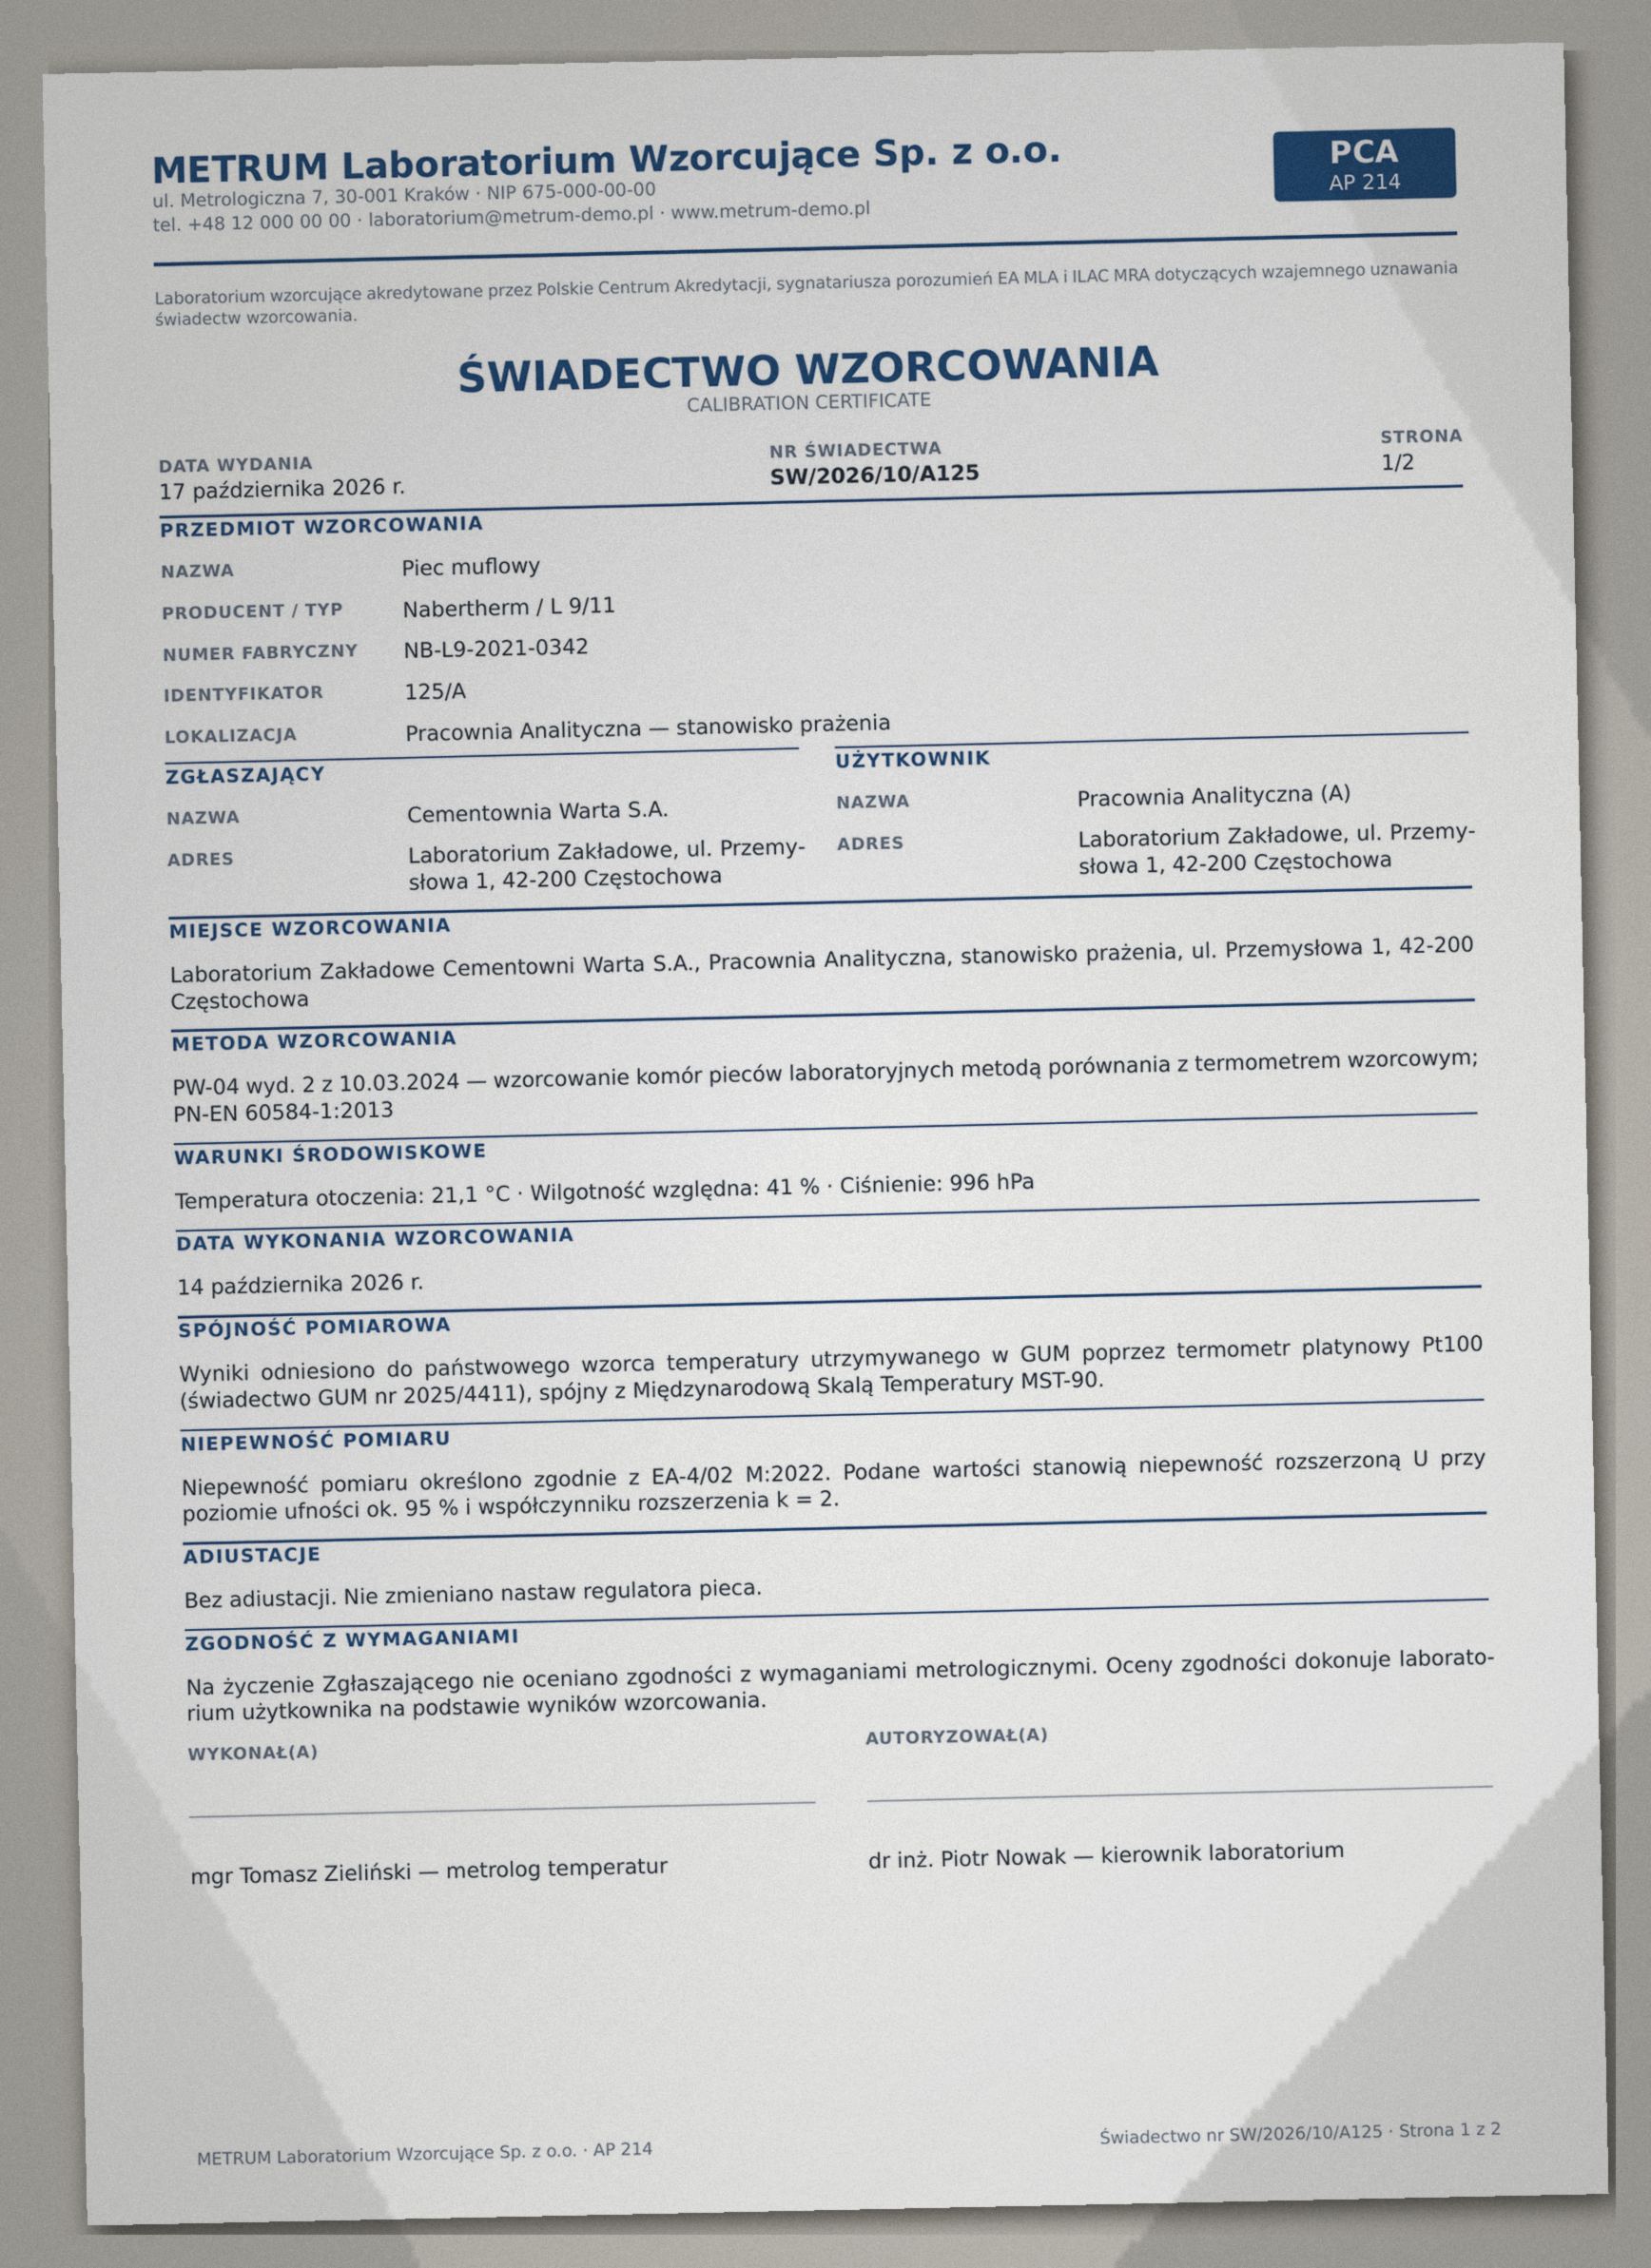 METRUM Laboratorium Wzorcujące Sp. z o.o.
ul. Metrologiczna 7, 30-001 Kraków · NIP 675-000-00-00
tel. +48 12 000 00 00 · laboratorium@metrum-demo.pl · www.metrum-demo.pl
PCA
AP 214
Laboratorium wzorcujące akredytowane przez Polskie Centrum Akredytacji, sygnatariusza porozumień EA MLA i ILAC MRA dotyczących wzajemnego uznawania
świadectw wzorcowania.
ŚWIADECTWO WZORCOWANIA
CALIBRATION CERTIFICATE
DATA WYDANIA
17 października 2026 r.
NR ŚWIADECTWA
SW/2026/10/A125
STRONA
1/2
PRZEDMIOT WZORCOWANIA
NAZWA Piec muflowy
PRODUCENT / TYP Nabertherm / L 9/11
NUMER FABRYCZNY NB-L9-2021-0342
IDENTYFIKATOR 125/A
LOKALIZACJA Pracownia Analityczna — stanowisko prażenia
ZGŁASZAJĄCY
NAZWA Cementownia Warta S.A.
ADRES Laboratorium Zakładowe, ul. Przemy-
słowa 1, 42-200 Częstochowa
UŻYTKOWNIK
NAZWA Pracownia Analityczna (A)
ADRES Laboratorium Zakładowe, ul. Przemy-
słowa 1, 42-200 Częstochowa
MIEJSCE WZORCOWANIA
Laboratorium Zakładowe Cementowni Warta S.A., Pracownia Analityczna, stanowisko prażenia, ul. Przemysłowa 1, 42-200
Częstochowa
METODA WZORCOWANIA
PW-04 wyd. 2 z 10.03.2024 — wzorcowanie komór pieców laboratoryjnych metodą porównania z termometrem wzorcowym;
PN-EN 60584-1:2013
WARUNKI ŚRODOWISKOWE
Temperatura otoczenia: 21,1 °C · Wilgotność względna: 41 % · Ciśnienie: 996 hPa
DATA WYKONANIA WZORCOWANIA
14 października 2026 r.
SPÓJNOŚĆ POMIAROWA
Wyniki odniesiono do państwowego wzorca temperatury utrzymywanego w GUM poprzez termometr platynowy Pt100
(świadectwo GUM nr 2025/4411), spójny z Międzynarodową Skalą Temperatury MST-90.
NIEPEWNOŚĆ POMIARU
Niepewność pomiaru określono zgodnie z EA-4/02 M:2022. Podane wartości stanowią niepewność rozszerzoną U przy
poziomie ufności ok. 95 % i współczynniku rozszerzenia k = 2.
ADIUSTACJE
Bez adiustacji. Nie zmieniano nastaw regulatora pieca.
ZGODNOŚĆ Z WYMAGANIAMI
Na życzenie Zgłaszającego nie oceniano zgodności z wymaganiami metrologicznymi. Oceny zgodności dokonuje laborato-
rium użytkownika na podstawie wyników wzorcowania.
WYKONAŁ(A)
mgr Tomasz Zieliński — metrolog temperatur
AUTORYZOWAŁ(A)
dr inż. Piotr Nowak — kierownik laboratorium
METRUM Laboratorium Wzorcujące Sp. z o.o. · AP 214
Świadectwo nr SW/2026/10/A125 · Strona 1 z 2